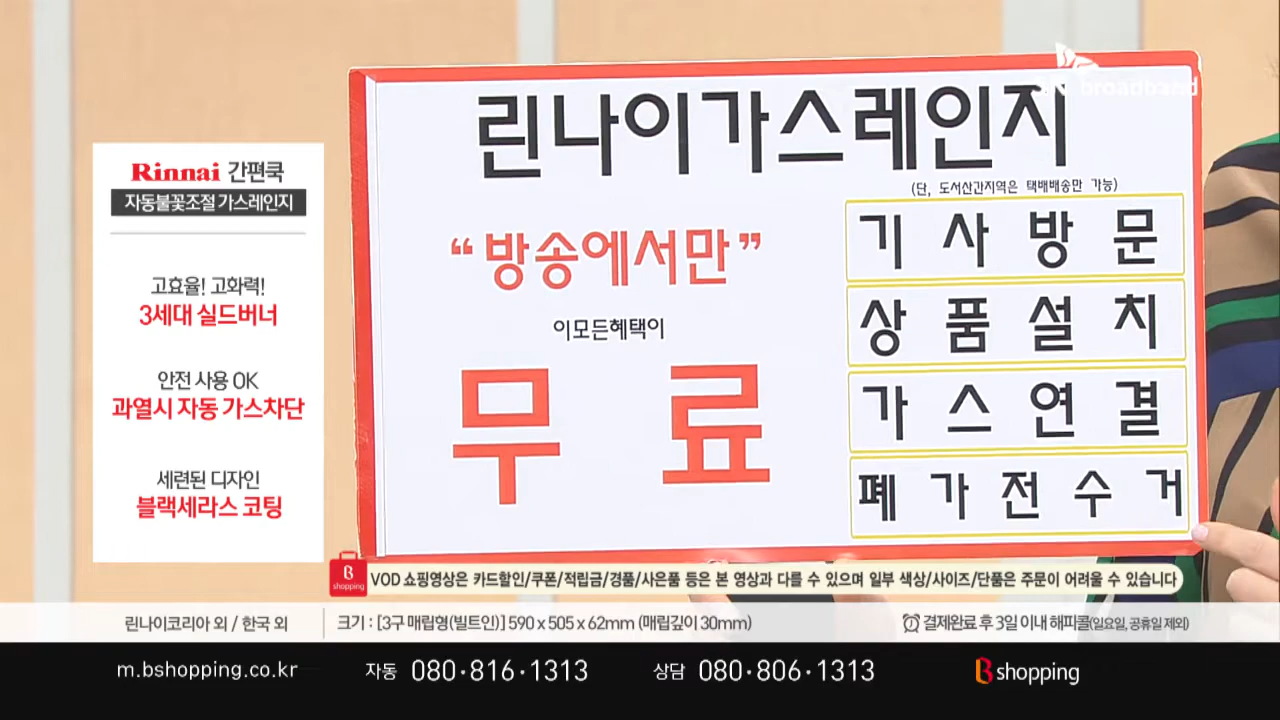 SK broadband
린나이가스레인지
(단, 도서산간지역은 택배배송만 가능)
“방송에서만”
이모든혜택이
무료
기사방문
상품설치
가스연결
폐가전수거
Rinnai 간편쿡
자동불꽃조절 가스레인지
고효율! 고화력!
3세대 실드버너
안전 사용 OK
과열시 자동 가스차단
세련된 디자인
블랙세라스 코팅
B shopping
VOD 쇼핑영상은 카드할인/쿠폰/적립금/경품/사은품 등은 본 영상과 다를 수 있으며 일부 색상/사이즈/단품은 주문이 어려울 수 있습니다
린나이코리아 외 / 한국 외
크기 : [3구 매립형(빌트인)] 590 x 505 x 62mm (매립깊이 30mm)
결제완료 후 3일 이내 해피콜(일요일, 공휴일 제외)
m.bshopping.co.kr
자동 080·816·1313
상담 080·806·1313
B shopping